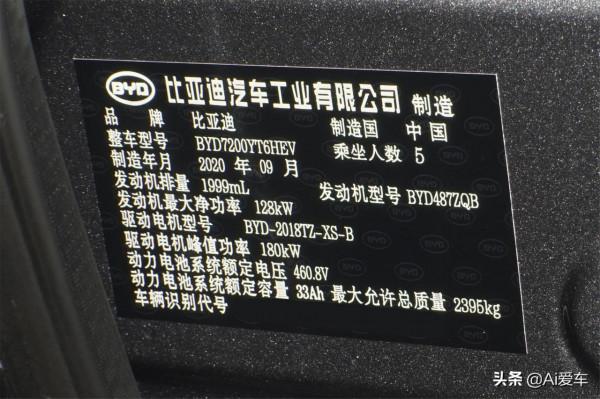 BYD 比亚迪汽车工业有限公司 制造
品牌 比亚迪 制造国 中国
整车型号 BYD7200YT6HEV 乘坐人数 5
制造年月 2020 年 09 月
发动机排量 1999mL 发动机型号 BYD487ZQB
发动机最大净功率 128kW
驱动电机型号 BYD-2018TZ-XS-B
驱动电机峰值功率 180kW
动力电池系统额定电压 460.8V
动力电池系统额定容量 33Ah 最大允许总质量 2395kg
车辆识别代号
头条 @Ai爱车